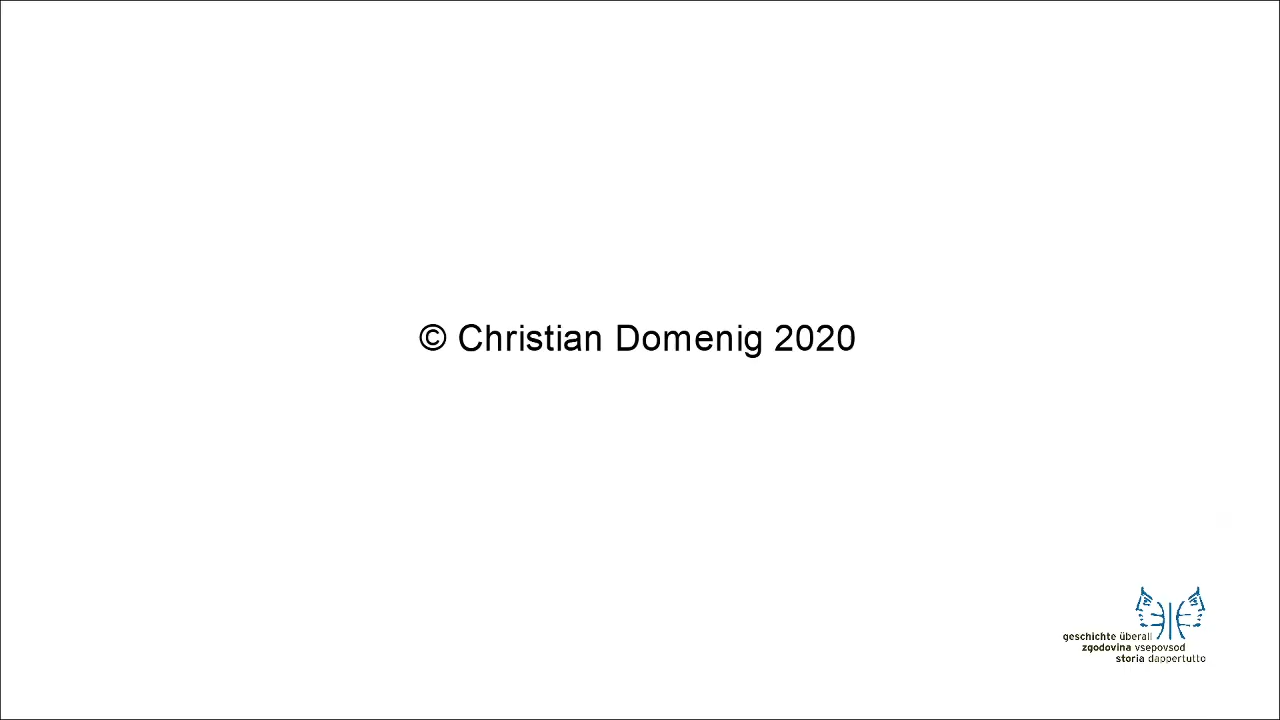 © Christian Domenig 2020
geschichte überall
zgodovina vsepovsod
storia dappertutto